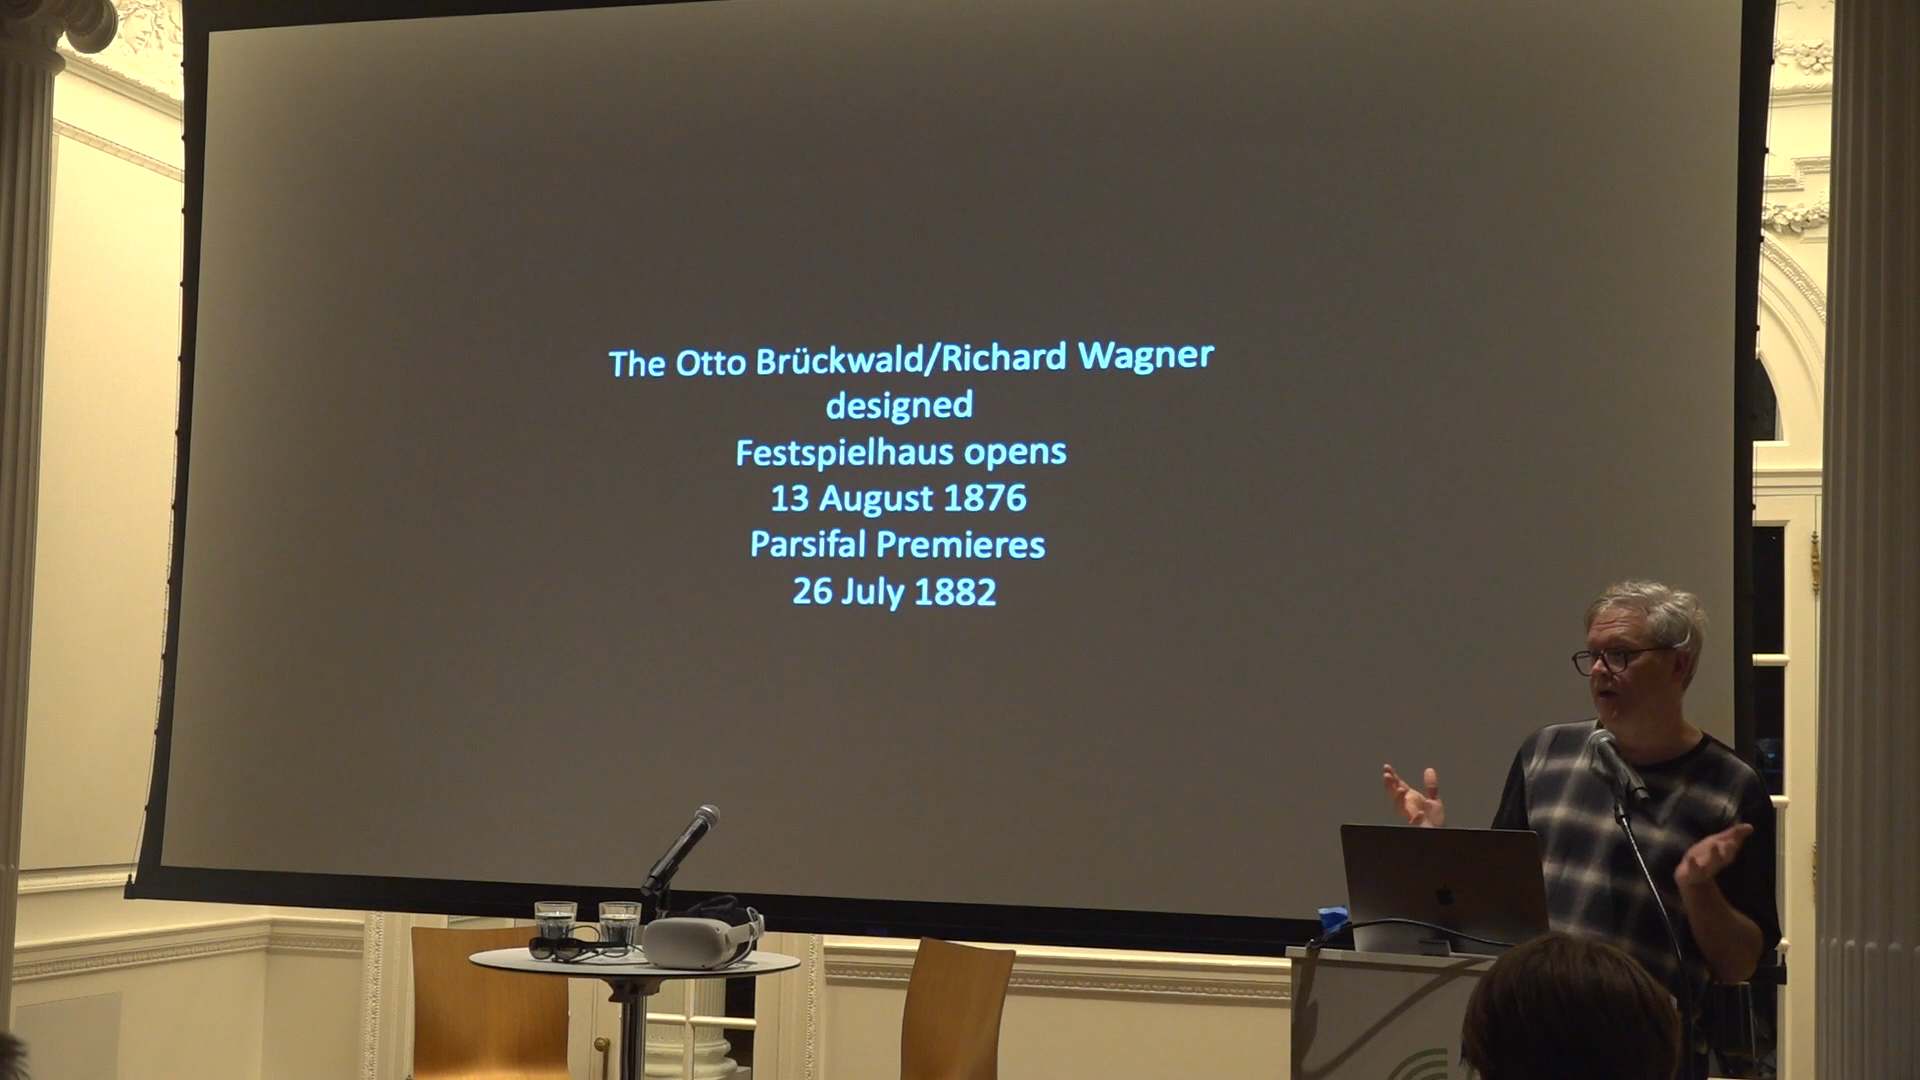 The Otto Brückwald/Richard Wagner
designed
Festspielhaus opens
13 August 1876
Parsifal Premieres
26 July 1882